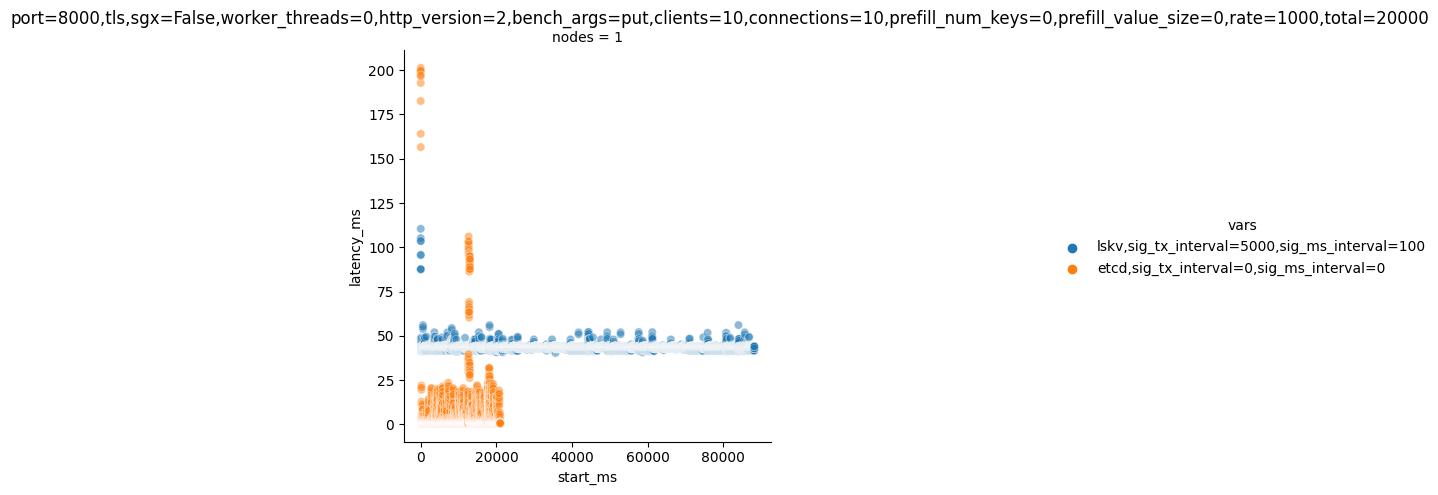 port=8000,tls,sgx=False,worker_threads=0,http_version=2,bench_args=put,clients=10,connections=10,prefill_num_keys=0,prefill_value_size=0,rate=1000,total=20000
nodes = 1
200
175
150
125
100
75
50
25
0
latency_ms
0 20000 40000 60000 80000
start_ms
vars
lskv,sig_tx_interval=5000,sig_ms_interval=100
etcd,sig_tx_interval=0,sig_ms_interval=0